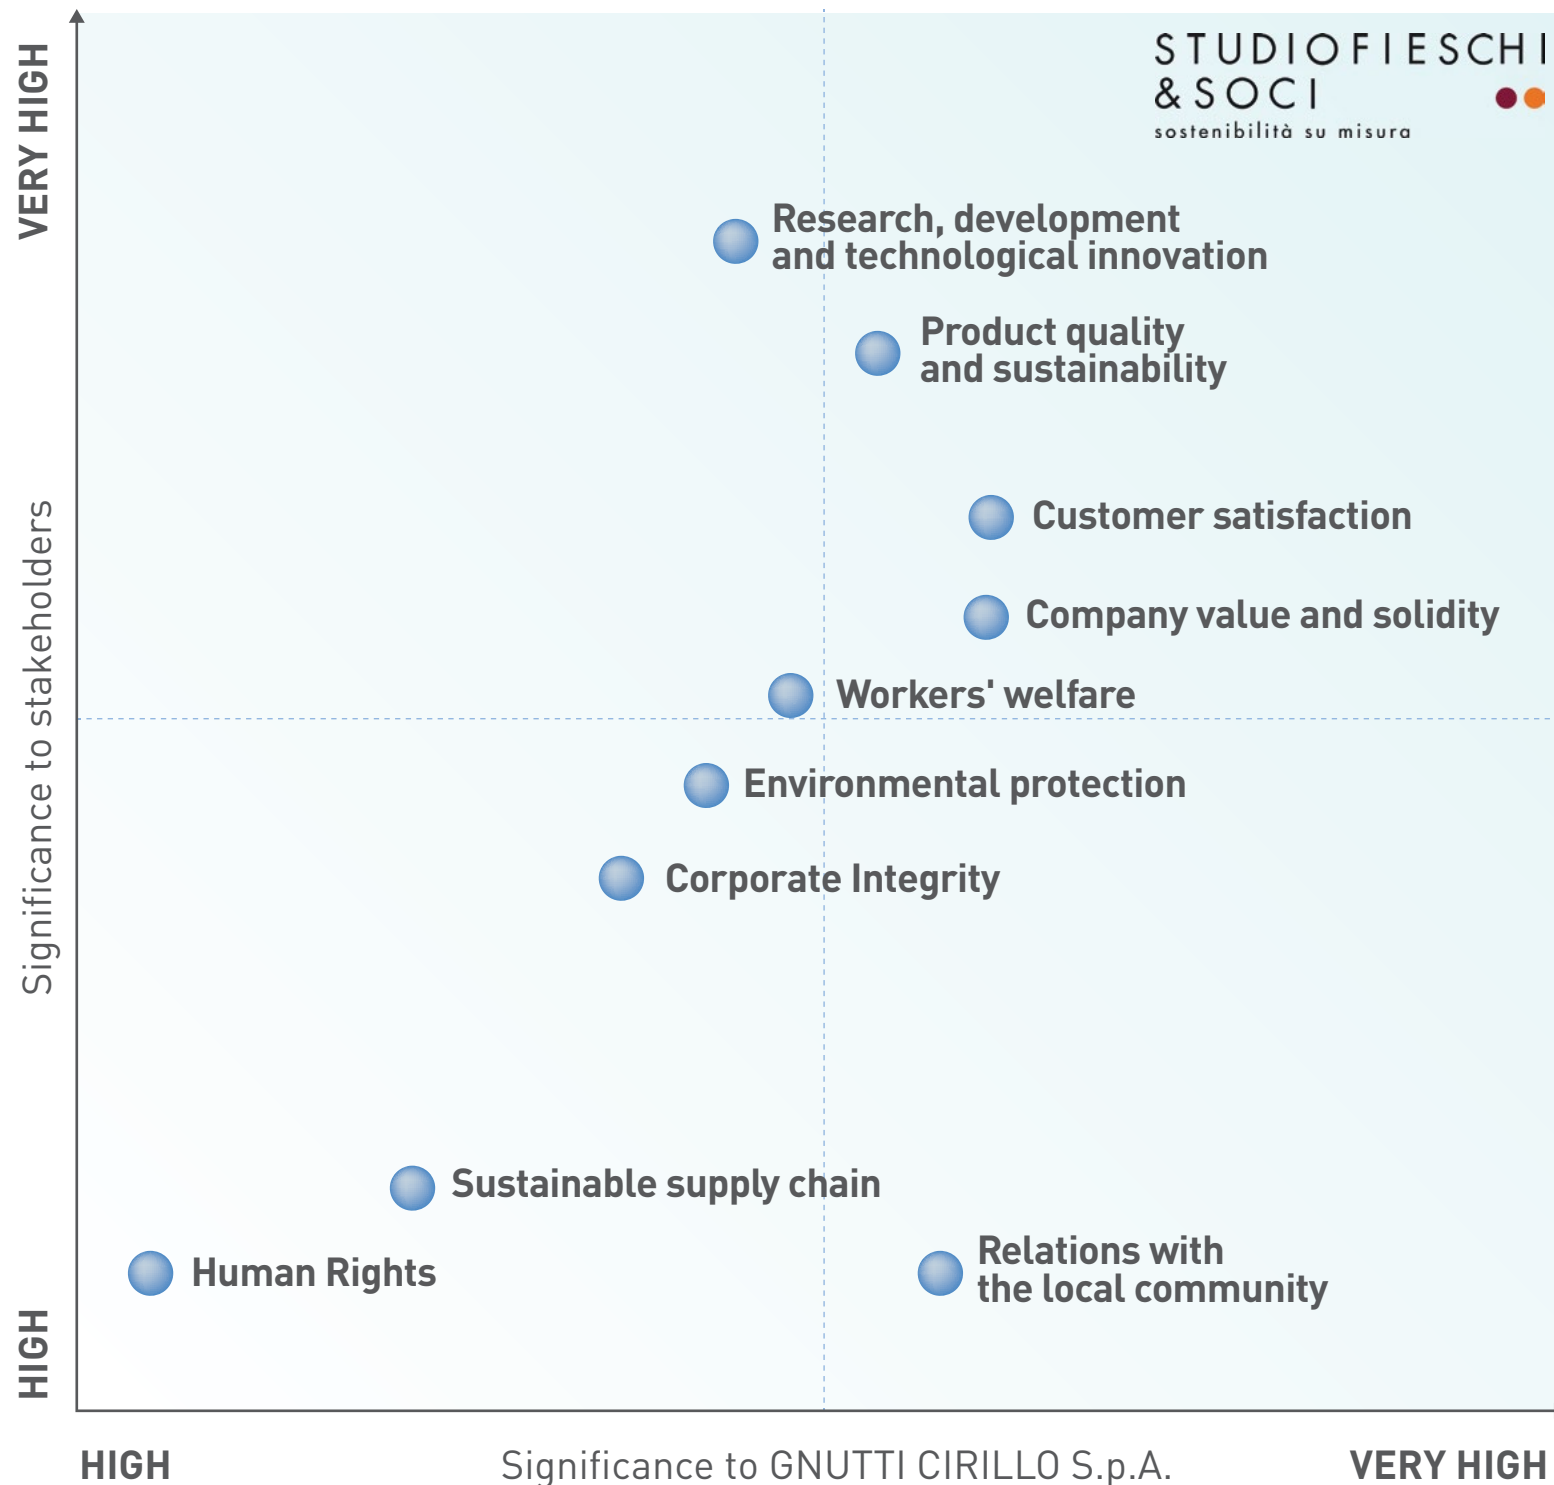 STUDIOFIESCHI
& SOCI
sostenibilità su misura
VERY HIGH
Research, development
and technological innovation
Product quality
and sustainability
Customer satisfaction
Company value and solidity
Workers' welfare
Significance to stakeholders
Environmental protection
Corporate Integrity
Sustainable supply chain
Relations with
the local community
Human Rights
HIGH
HIGH
Significance to GNUTTI CIRILLO S.p.A.
VERY HIGH